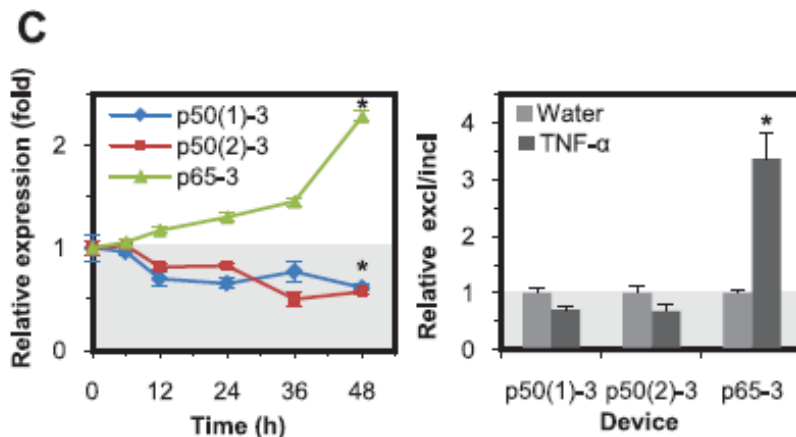 C
Relative expression (fold)
2
1
0
p50(1)-3
p50(2)-3
p65-3
*
*
0 12 24 36 48
Time (h)
Relative excl/incl
4
3
2
1
0
Water
TNF-α
*
p50(1)-3 p50(2)-3 p65-3
Device